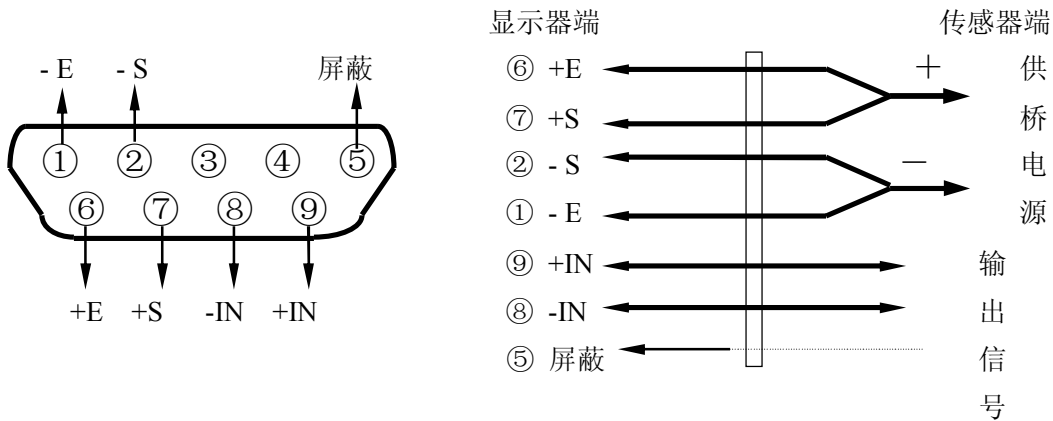 - E - S 屏蔽
① ② ③ ④ ⑤
⑥ ⑦ ⑧ ⑨
+E +S -IN +IN
显示器端 传感器端
⑥ +E
⑦ +S
② - S
① - E
⑨ +IN
⑧ -IN
⑤ 屏蔽
＋
－
供桥电源
输出信号